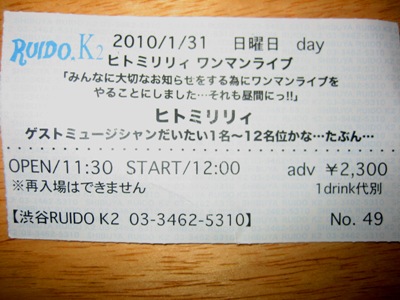 RUIDO. K2 2010/1/31 日曜日 day
ヒトミリリィ ワンマンライブ
「みんなに大切なお知らせをする為にワンマンライブを
やることにしました…それも昼間にっ!!」
ヒトミリリィ
ゲストミュージシャンだいたい1名～12名位かな…たぶん…
OPEN/11:30 START/12:00 adv ¥2,300
※再入場はできません 1drink代別
【渋谷RUIDO K2 03-3462-5310】 No. 49